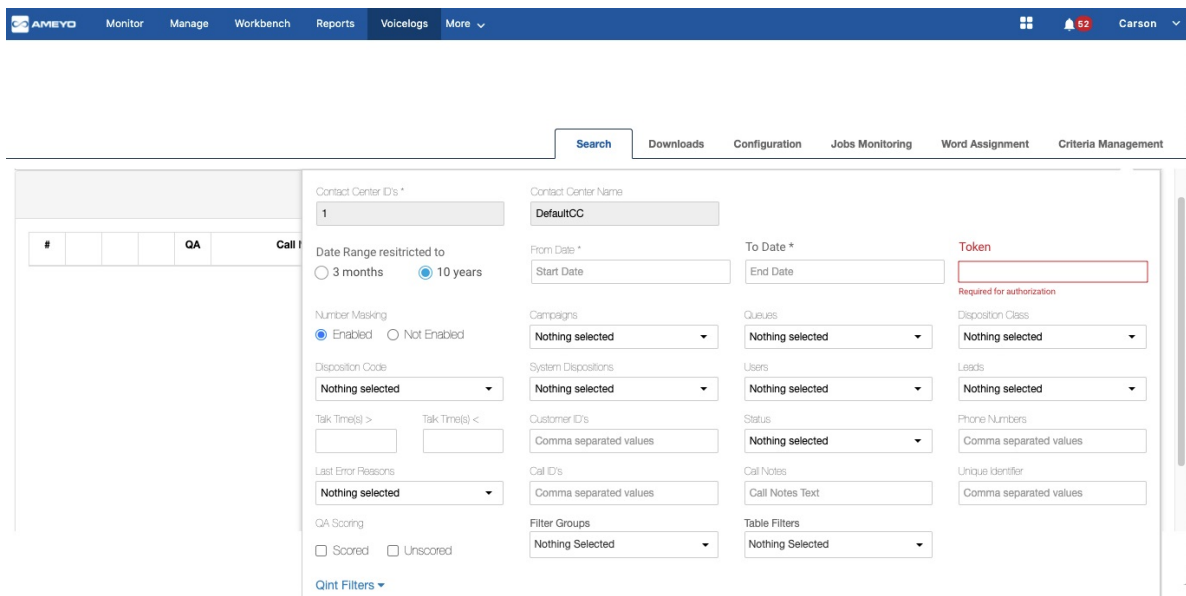 AMEYO Monitor Manage Workbench Reports Voicelogs More 52 Carson
Search Downloads Configuration Jobs Monitoring Word Assignment Criteria Management
# QA Call
Contact Center ID's * Contact Center Name
1 DefaultCC
Date Range resitricted to From Date * To Date * Token
3 months 10 years Start Date End Date
Required for authorization
Number Masking Campaigns Queues Disposition Class
Enabled Not Enabled Nothing selected Nothing selected Nothing selected
Disposition Code System Dispositions Users Leads
Nothing selected Nothing selected Nothing selected Nothing selected
Talk Time(s) > Talk Time(s) < Customer ID's Status Phone Numbers
Comma separated values Nothing selected Comma separated values
Last Error Reasons Call ID's Call Notes Unique Identifier
Nothing selected Comma separated values Call Notes Text Comma separated values
QA Scoring Filter Groups Table Filters
Scored Unscored Nothing Selected Nothing Selected
Qint Filters